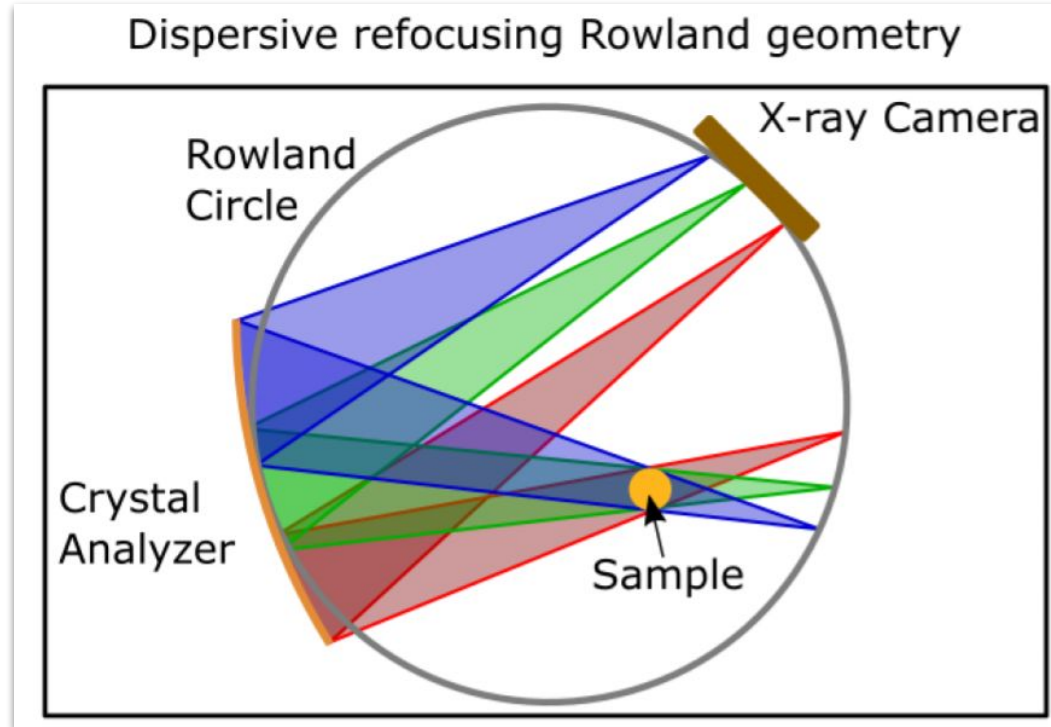 Dispersive refocusing Rowland geometry
X-ray Camera
Rowland
Circle
Crystal
Analyzer
Sample